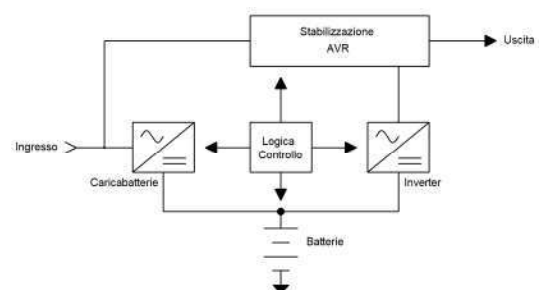 Stabilizzazione
AVR
Uscita
Ingresso
Logica
Controllo
Caricabatterie
Inverter
Batterie